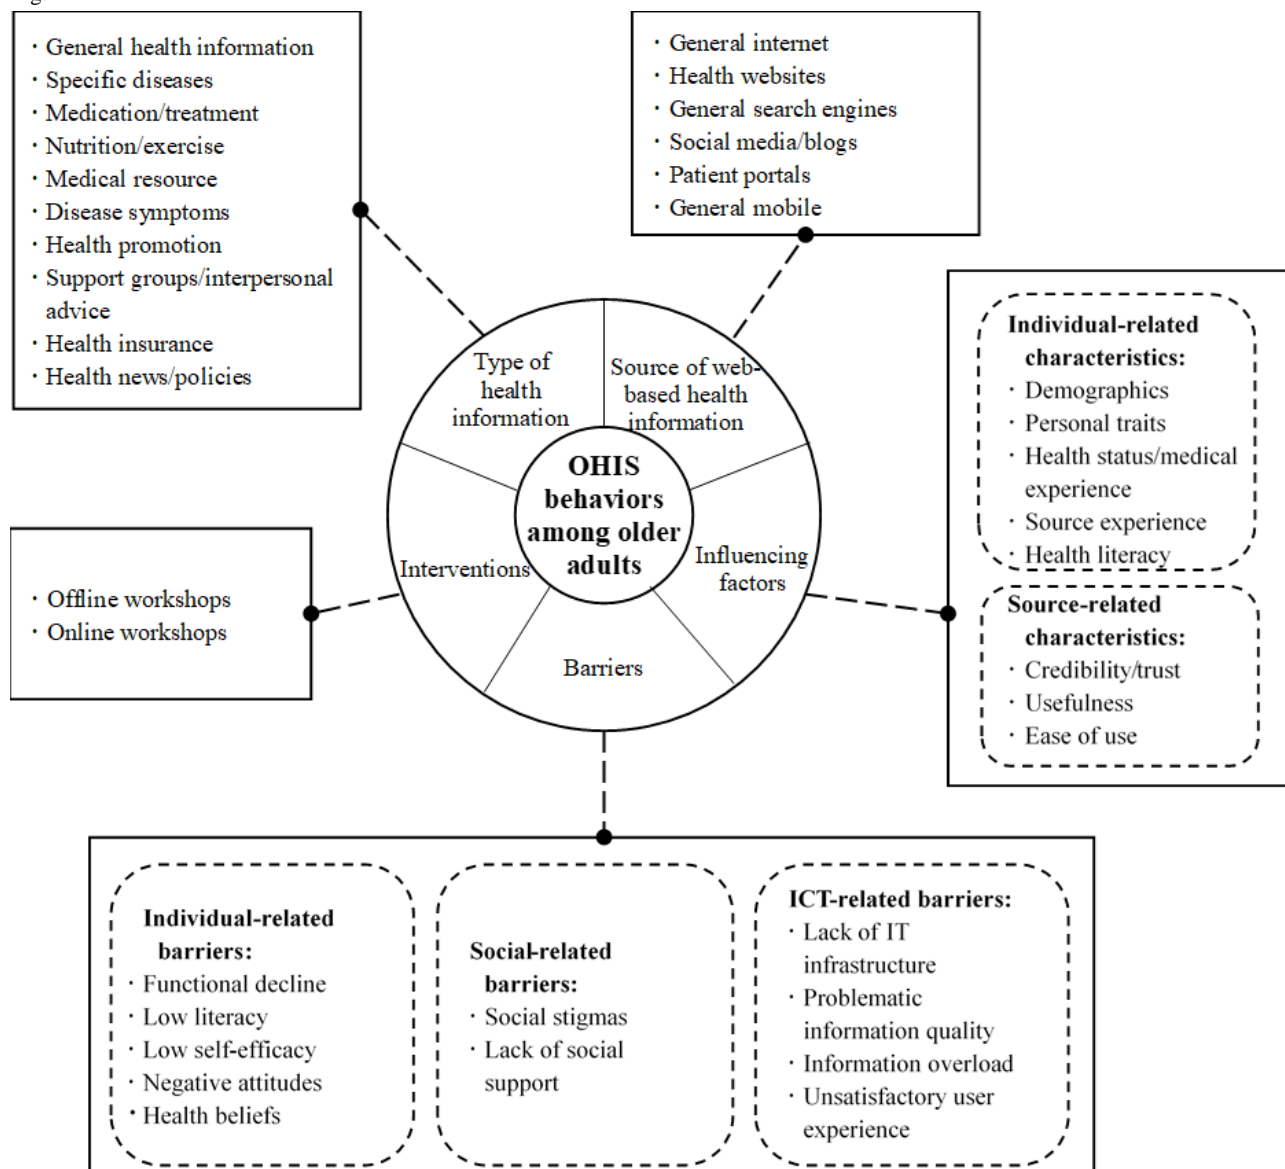 · General health information
· Specific diseases
· Medication/treatment
· Nutrition/exercise
· Medical resource
· Disease symptoms
· Health promotion
· Support groups/interpersonal
advice
· Health insurance
· Health news/policies
· General internet
· Health websites
· General search engines
· Social media/blogs
· Patient portals
· General mobile
Type of
health
information
Source of web-
based health
information
OHIS
behaviors
among older
adults
Interventions
Influencing
factors
Barriers
Individual-related
characteristics:
· Demographics
· Personal traits
· Health status/medical
experience
· Source experience
· Health literacy
Source-related
characteristics:
· Credibility/trust
· Usefulness
· Ease of use
· Offline workshops
· Online workshops
Individual-related
barriers:
· Functional decline
· Low literacy
· Low self-efficacy
· Negative attitudes
· Health beliefs
Social-related
barriers:
· Social stigmas
· Lack of social
support
ICT-related barriers:
· Lack of IT
infrastructure
· Problematic
information quality
· Information overload
· Unsatisfactory user
experience